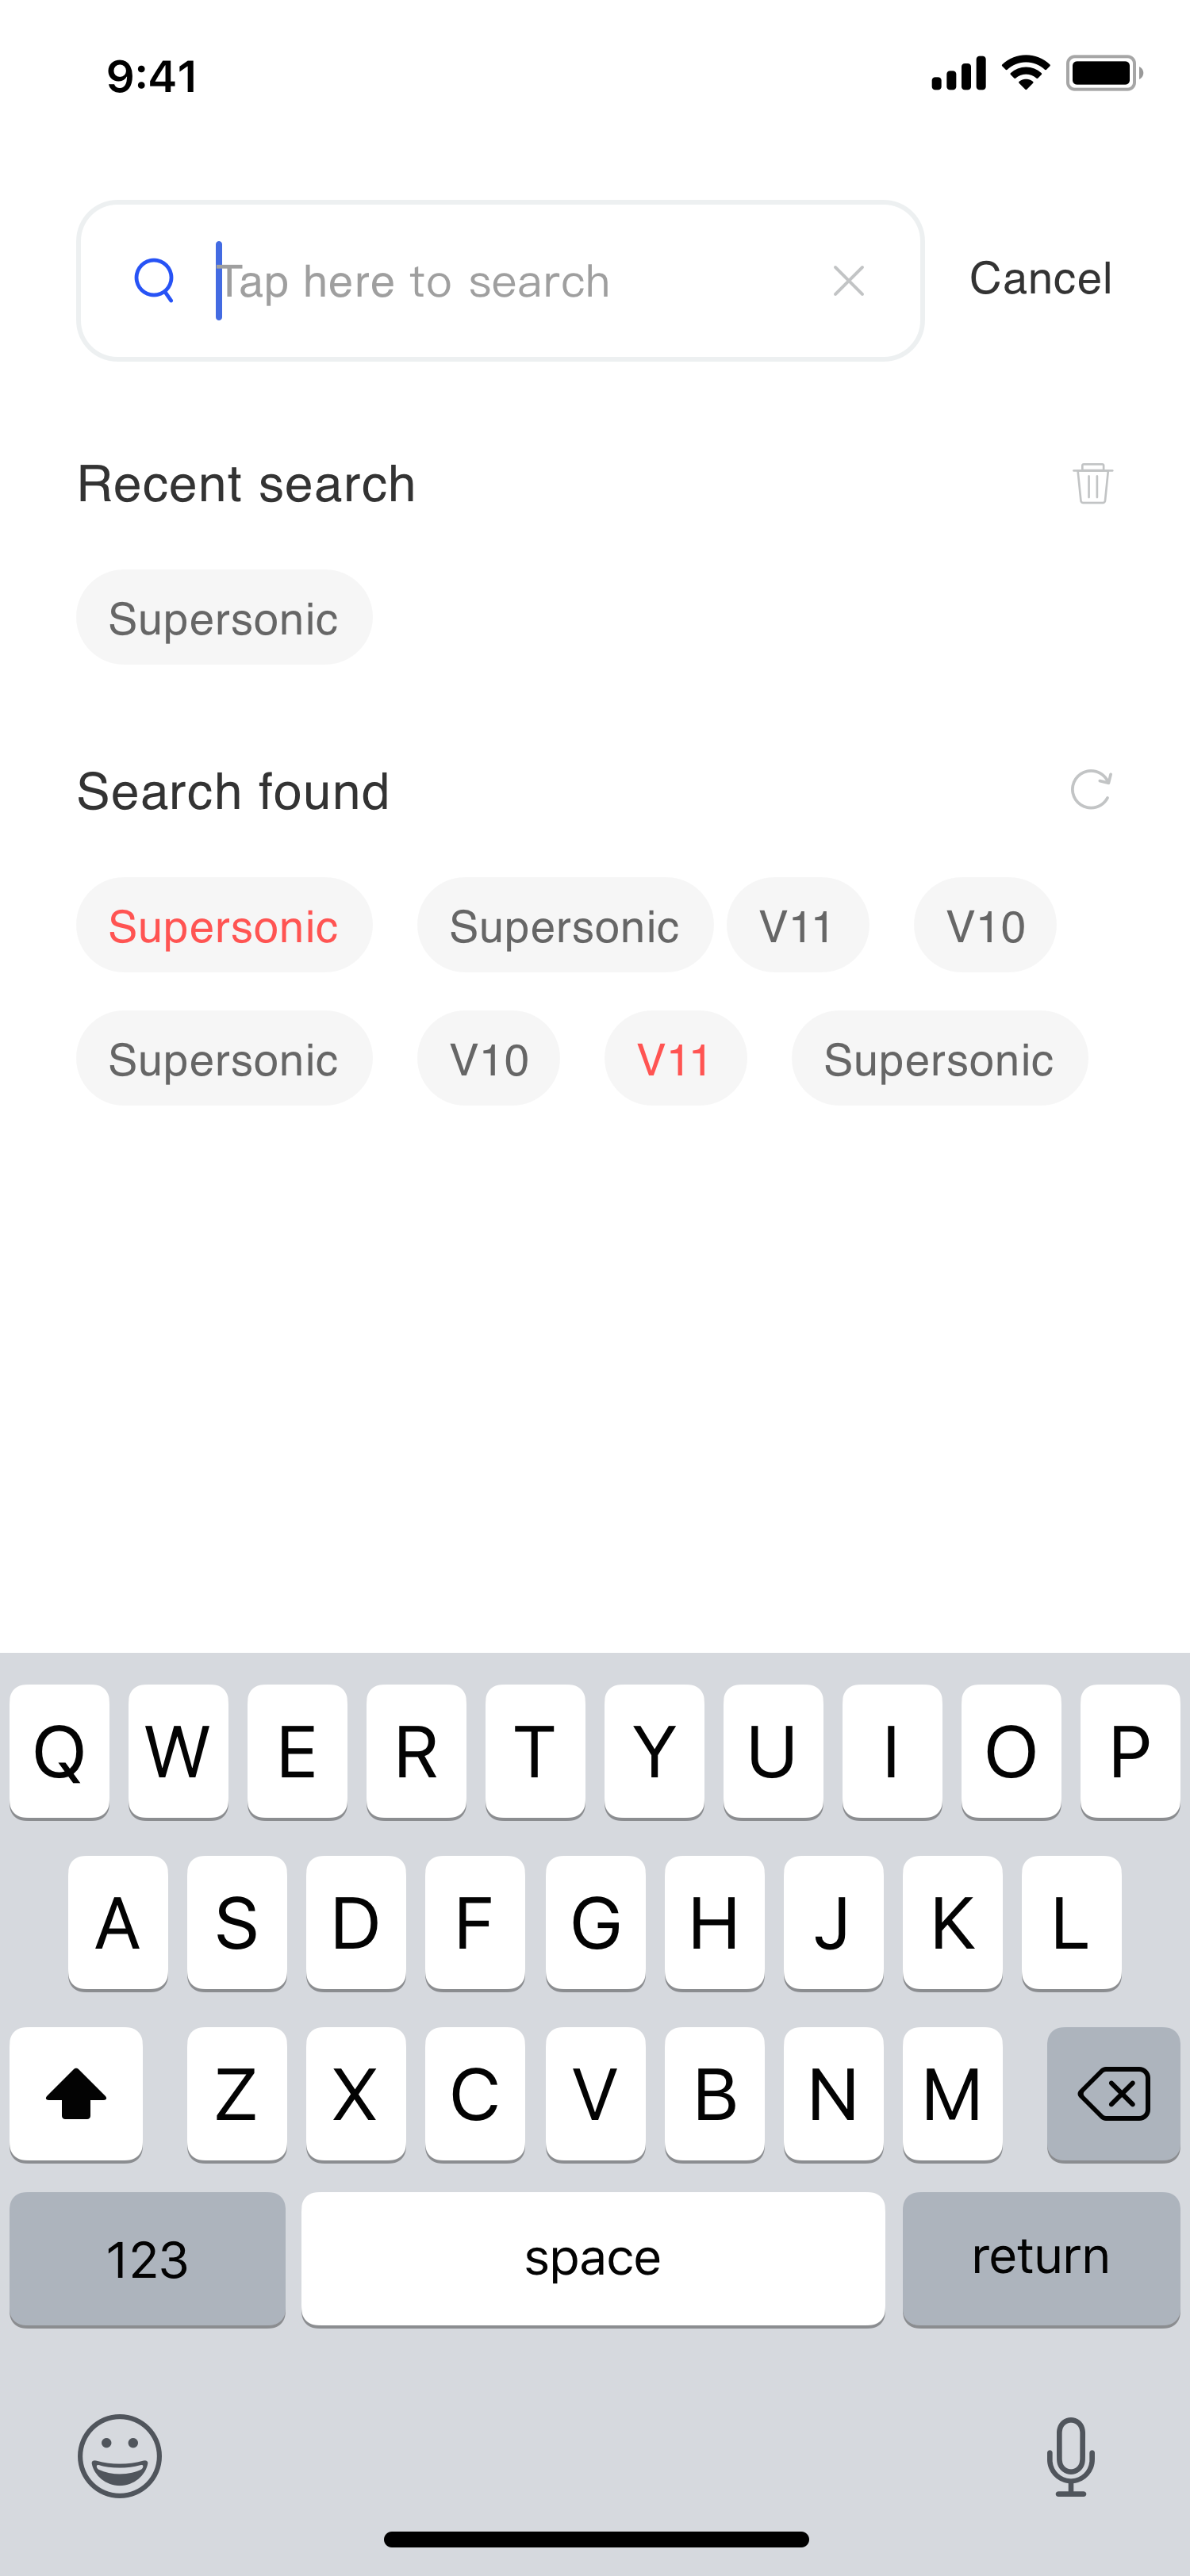 9:41
Tap here to search
Cancel
Recent search
Supersonic
Search found
Supersonic Supersonic V11 V10
Supersonic V10 V11 Supersonic
Q W E R T Y U I O P
A S D F G H J K L
Z X C V B N M
123 space return